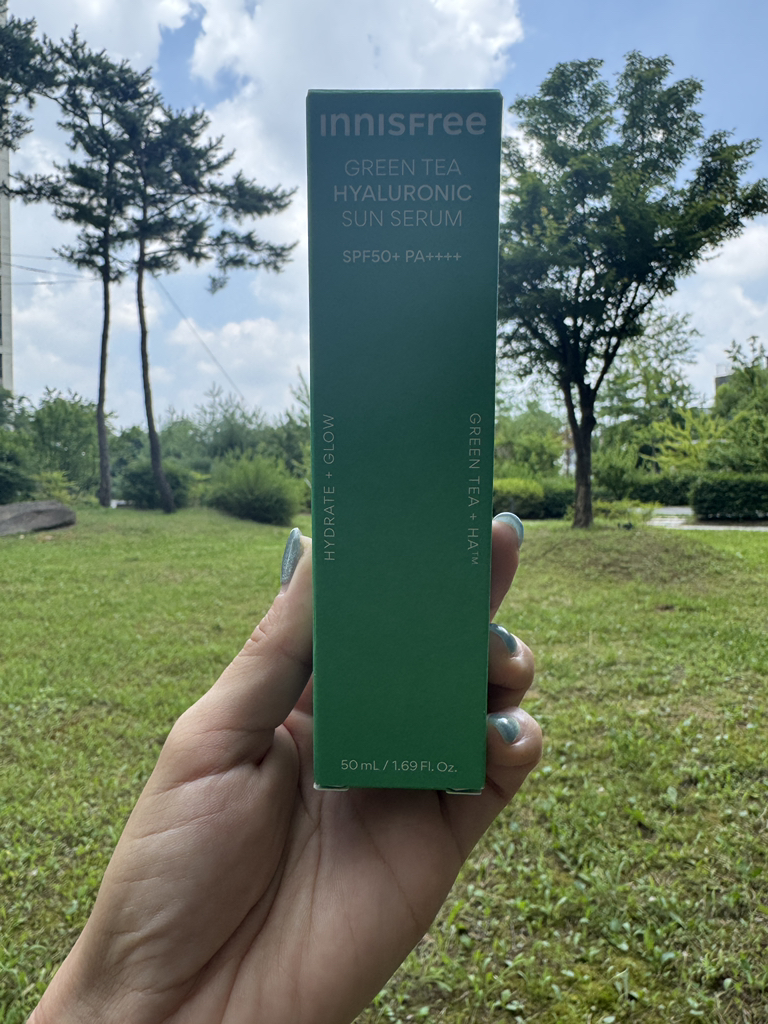 innisfree
GREEN TEA
HYALURONIC
SUN SERUM
SPF50+ PA++++
HYDRATE + GLOW
GREEN TEA + HA™
50 mL / 1.69 Fl. Oz.